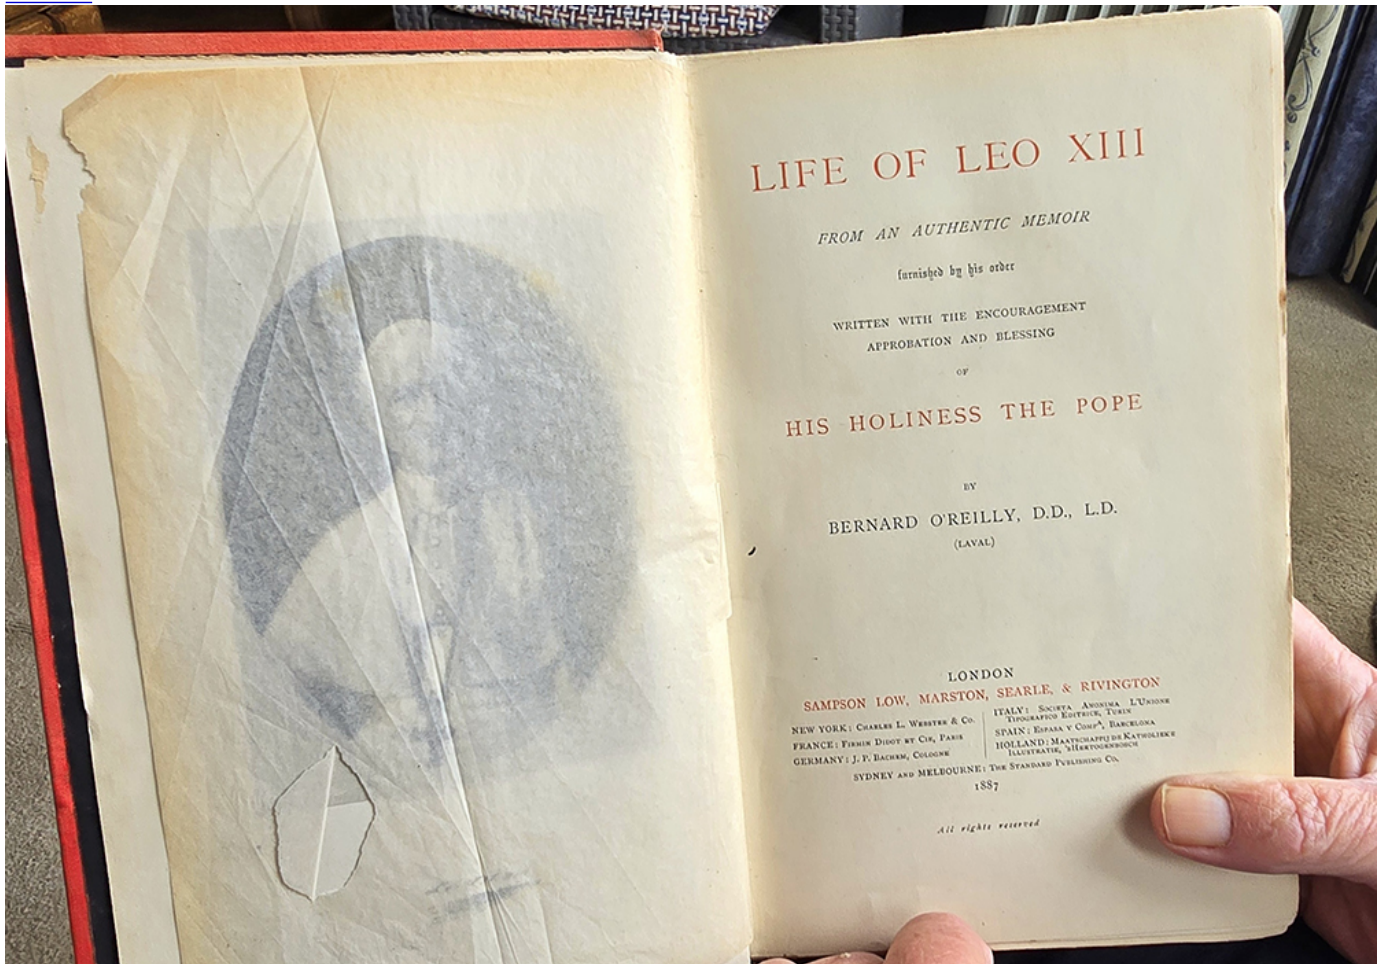 LIFE OF LEO XIII
FROM AN AUTHENTIC MEMOIR
furnished by his order
WRITTEN WITH THE ENCOURAGEMENT
APPROBATION AND BLESSING
OF
HIS HOLINESS THE POPE
BY
BERNARD O'REILLY, D.D., L.D.
(LAVAL)
LONDON
SAMPSON LOW, MARSTON, SEARLE, & RIVINGTON
NEW YORK: CHARLES L. WEBSTER & CO.
FRANCE: FIRMIN DIDOT ET CIE, PARIS
GERMANY: J. P. BACHEM, COLOGNE
ITALY: SOCIETA ANONIMA L'UNIONE
TIPOGRAFICO EDITRICE, TURIN
SPAIN: ESPASA Y COMPA, BARCELONA
HOLLAND: MAATSCHAPPIJ DE KATHOLIEKE
ILLUSTRATIE, 'SHERTOGENBOSCH
SYDNEY AND MELBOURNE: THE STANDARD PUBLISHING CO.
1887
All rights reserved